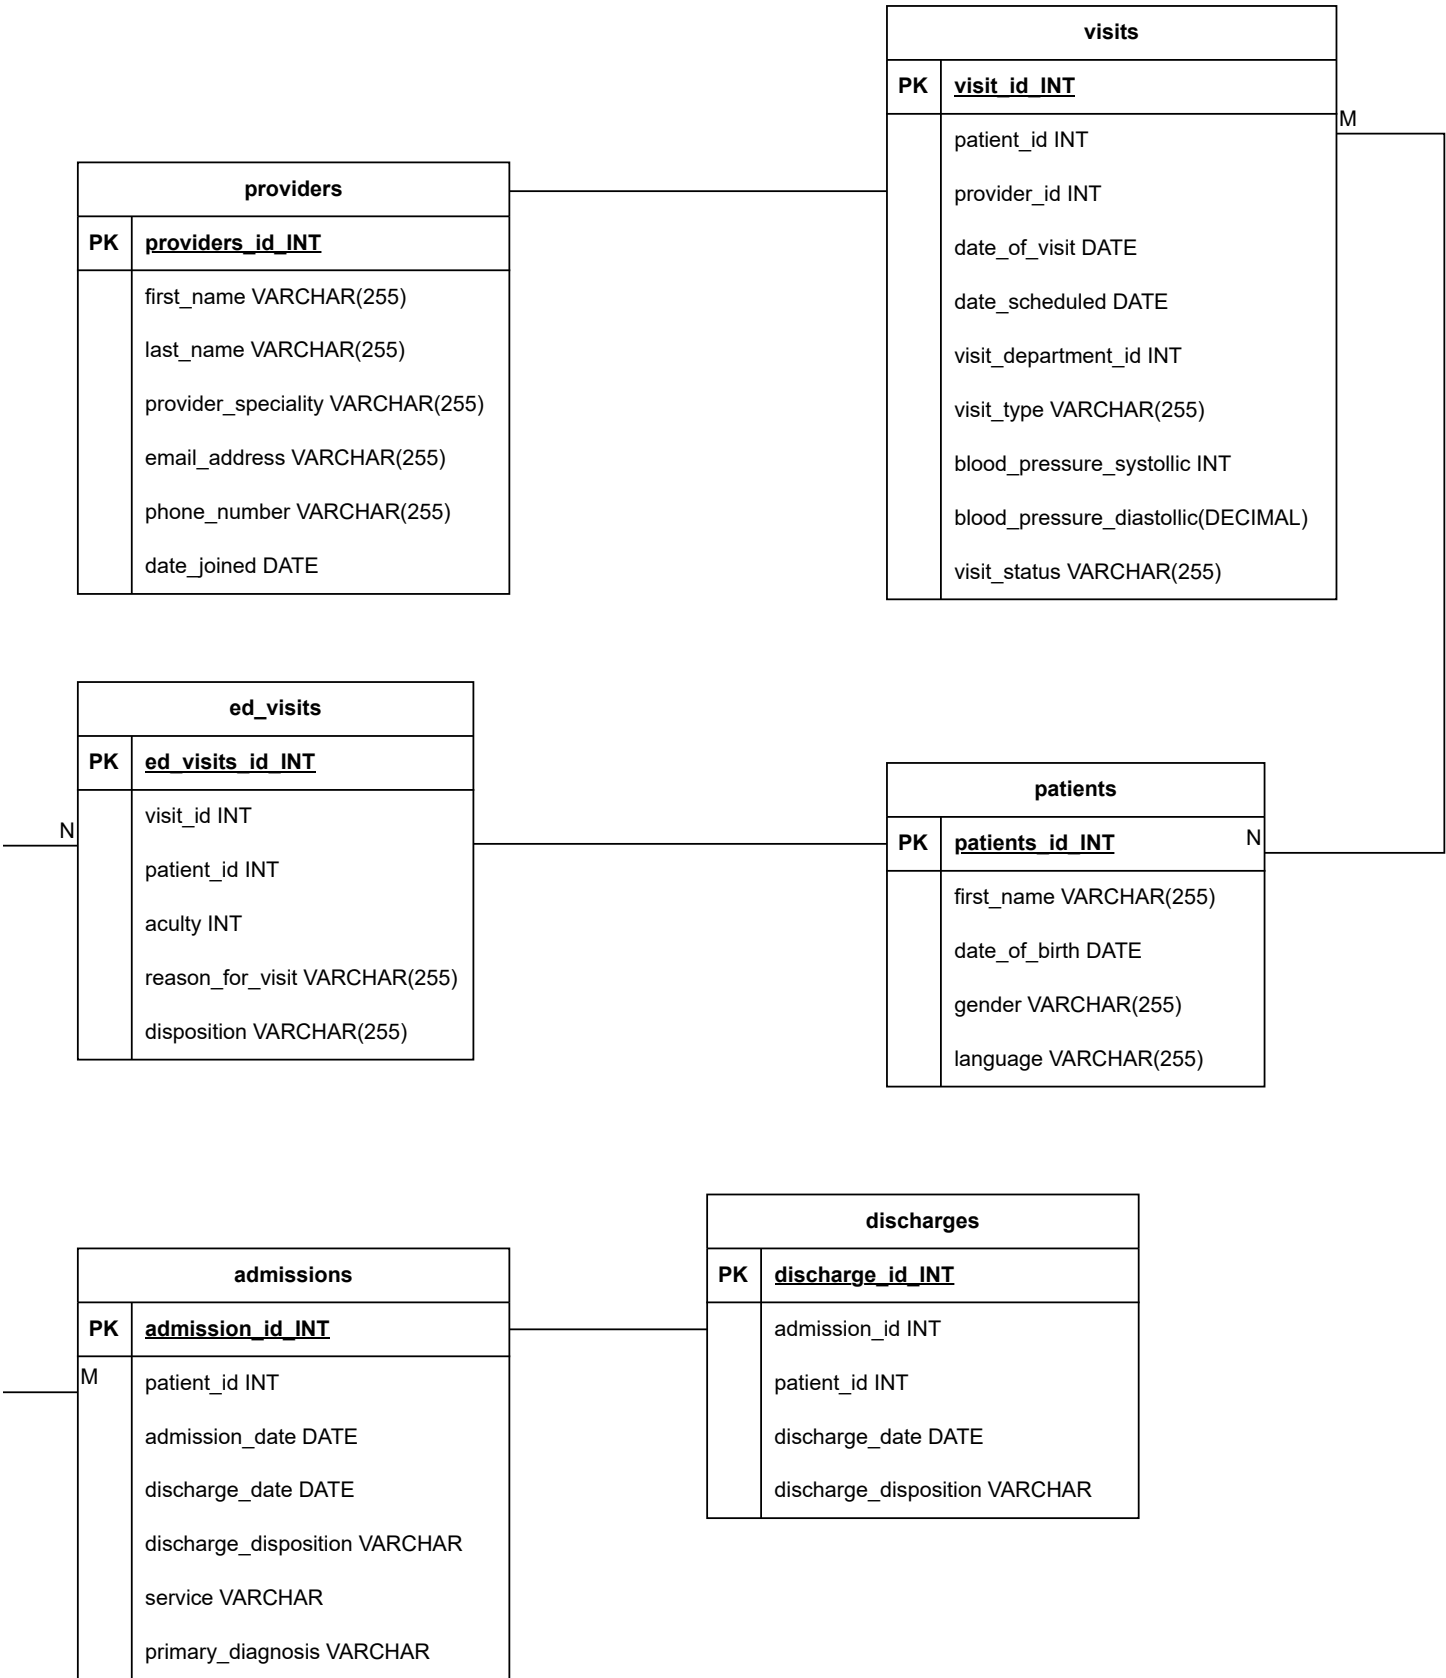 visits
PK visit_id_INT
M
patient_id INT
provider_id INT
date_of_visit DATE
date_scheduled DATE
visit_department_id INT
visit_type VARCHAR(255)
blood_pressure_systollic INT
blood_pressure_diastollic(DECIMAL)
visit_status VARCHAR(255)
providers
PK providers_id_INT
first_name VARCHAR(255)
last_name VARCHAR(255)
provider_speciality VARCHAR(255)
email_address VARCHAR(255)
phone_number VARCHAR(255)
date_joined DATE
ed_visits
PK ed_visits_id_INT
N
visit_id INT
patient_id INT
aculty INT
reason_for_visit VARCHAR(255)
disposition VARCHAR(255)
patients
PK patients_id_INT N
first_name VARCHAR(255)
date_of_birth DATE
gender VARCHAR(255)
language VARCHAR(255)
discharges
PK discharge_id_INT
admission_id INT
patient_id INT
discharge_date DATE
discharge_disposition VARCHAR
admissions
PK admission_id_INT
M
patient_id INT
admission_date DATE
discharge_date DATE
discharge_disposition VARCHAR
service VARCHAR
primary_diagnosis VARCHAR